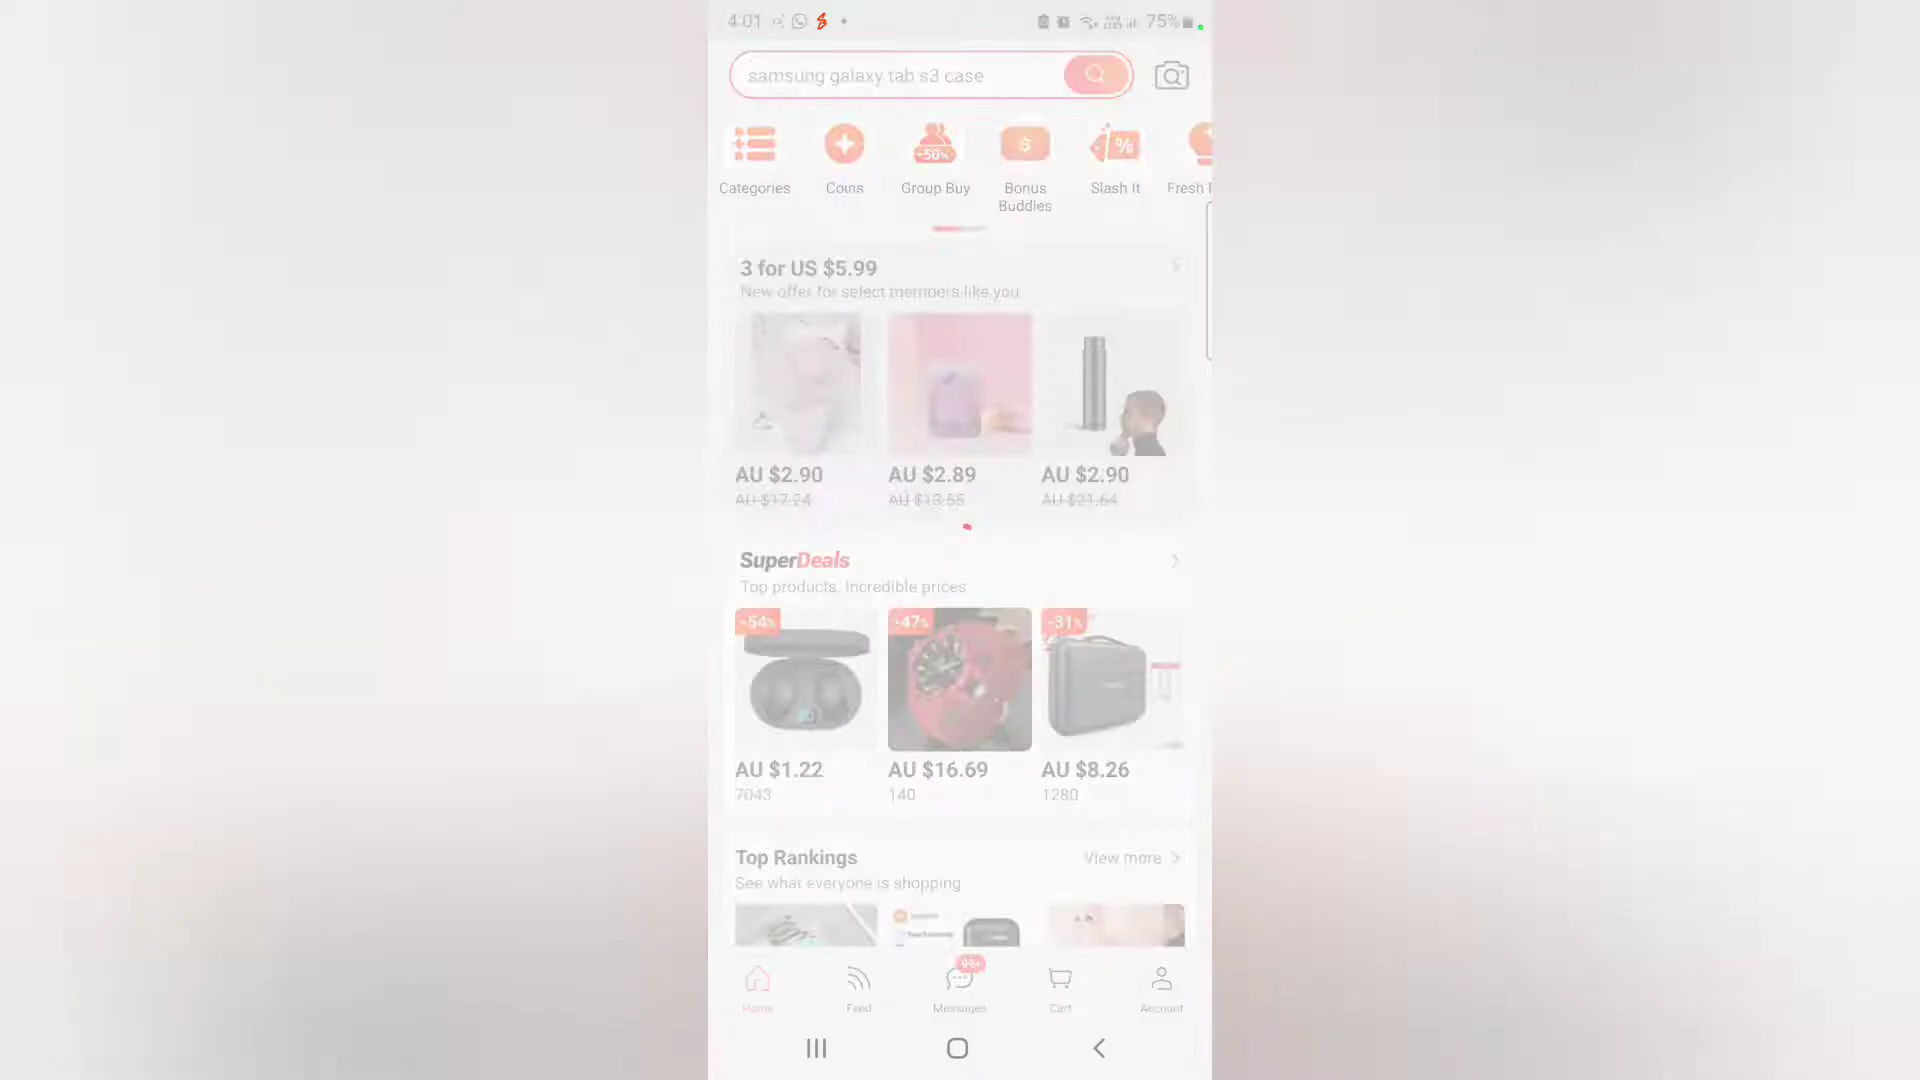 4:01
75%
samsung galaxy tab s3 case
-50%
%
Categories
Coins
Group Buy
Bonus
Buddies
Slash It
Fresh
3 for US $5.99
New offer for select members like you
AU $2.90
AU $2.89
AU $2.90
AU $17.24
AU $13.55
AU $21.64
SuperDeals
Top products. Incredible prices
-54%
-47%
-31%
AU $1.22
AU $16.69
AU $8.26
7043
140
1280
Top Rankings
View more
See what everyone is shopping
99+
Home
Feed
Messages
Cart
Account